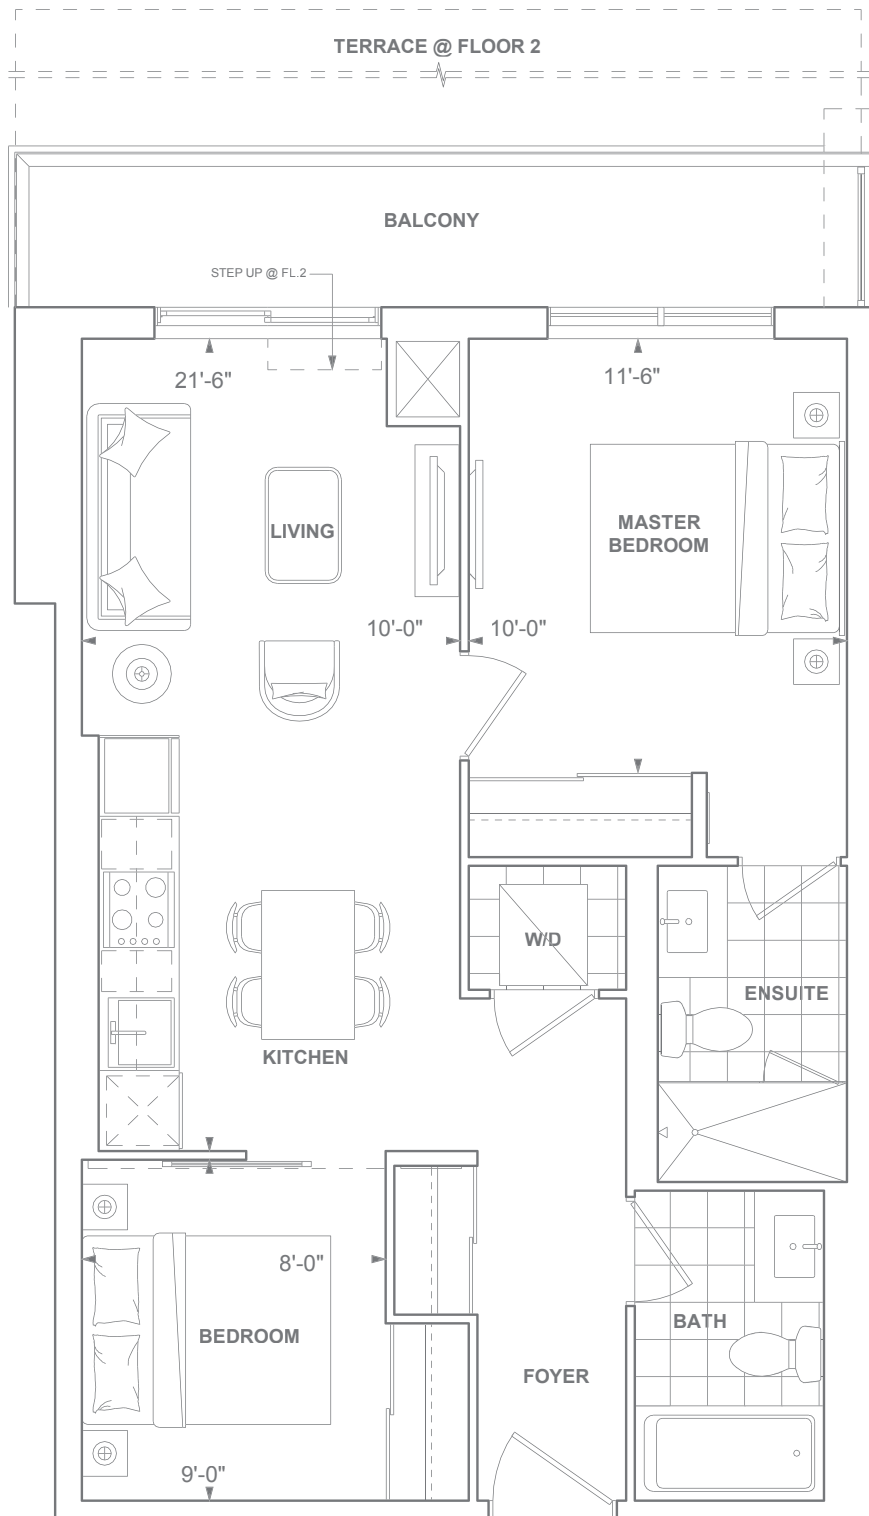 TERRACE @ FLOOR 2
BALCONY
STEP UP @ FL.2
21'-6"
11'-6"
LIVING
MASTER
BEDROOM
10'-0"
10'-0"
W/D
ENSUITE
KITCHEN
8'-0"
BATH
BEDROOM
FOYER
9'-0"